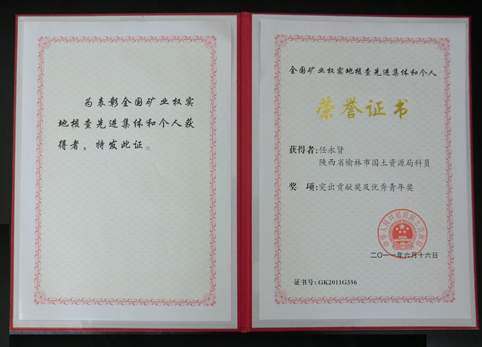 为表彰全国矿业权实
地核查先进集体和个人获
得者，特发此证。
全国矿业权实地核查先进集体和个人
荣誉证书
获得者:任永贤
陕西省榆林市国土资源局科员
奖 项:突出贡献奖及优秀青年奖
二〇一一年六月十六日
证书号: GK2011G556